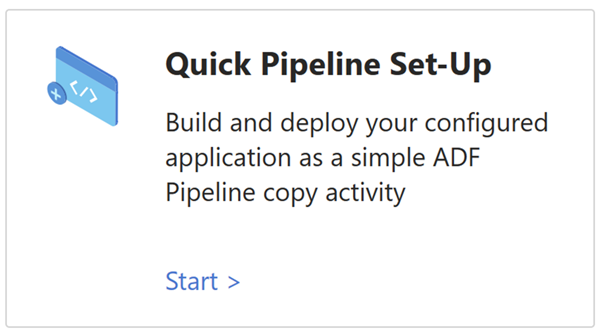 Quick Pipeline Set-Up
</>
Build and deploy your configured
application as a simple ADF
Pipeline copy activity
Start >